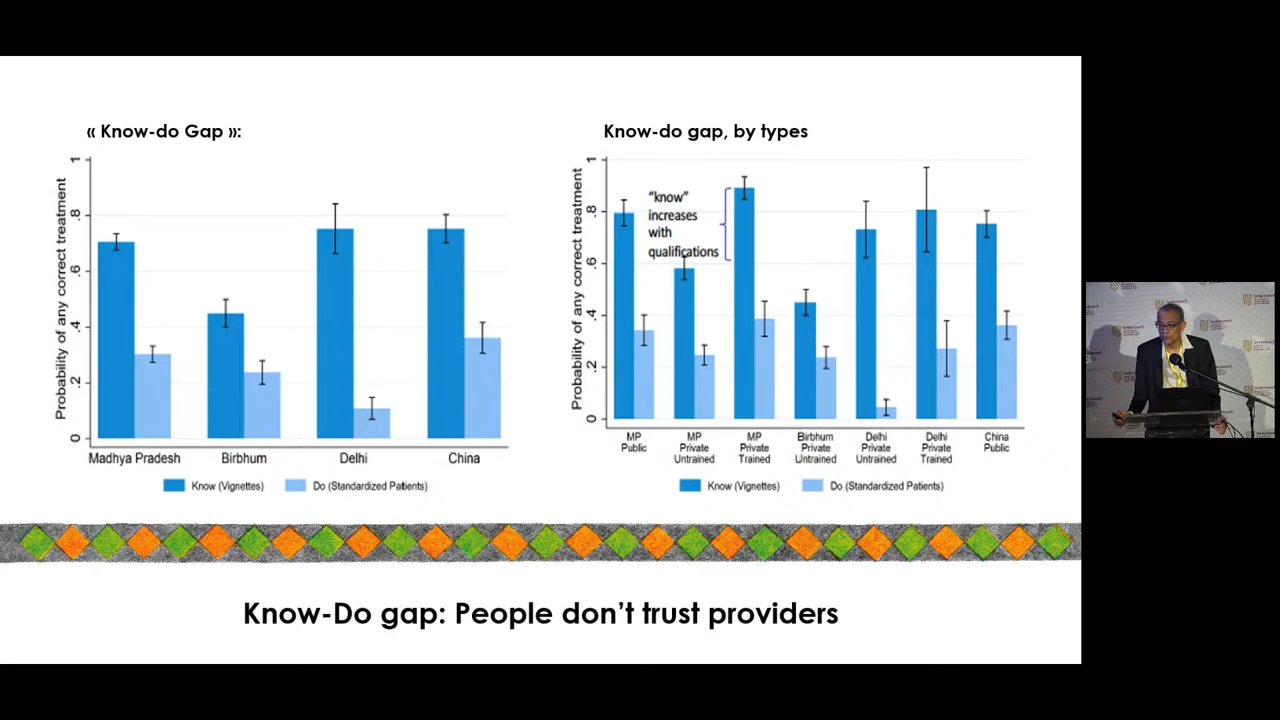 « Know-do Gap »:
Probability of any correct treatment
1
.8
.6
.4
.2
0
Madhya Pradesh
Birbhum
Delhi
China
Know (Vignettes)
Do (Standardized Patients)
Know-do gap, by types
Probability of any correct treatment
1
.8
.6
.4
.2
0
“know”
increases
with
qualifications
MP
Public
MP
Private
Untrained
MP
Private
Trained
Birbhum
Private
Untrained
Delhi
Private
Untrained
Delhi
Private
Trained
China
Public
Know (Vignettes)
Do (Standardized Patients)
Know-Do gap: People don’t trust providers